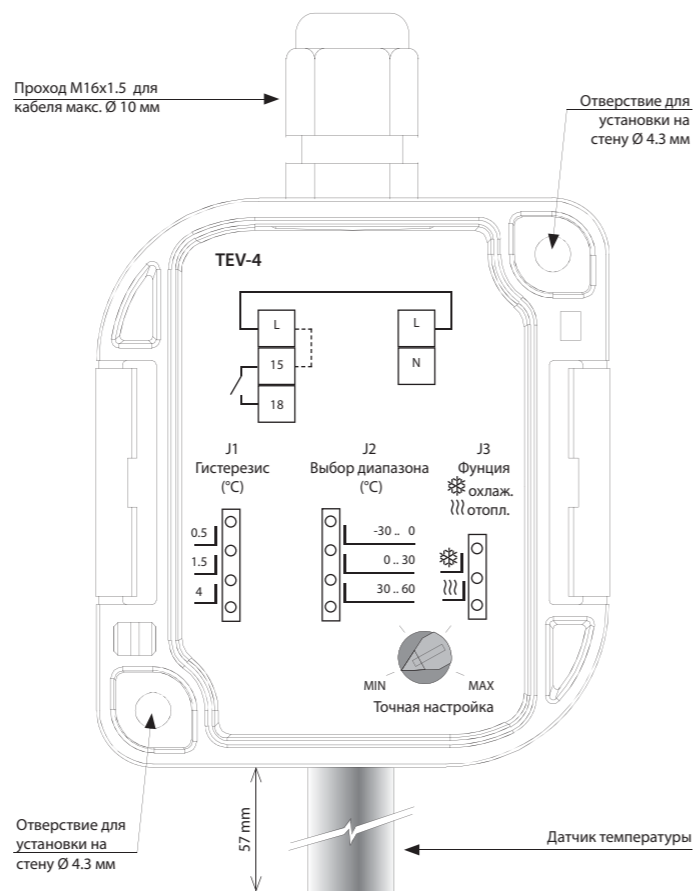 Проход M16x1.5 для
кабеля макс. Ø 10 мм
Отверствие для
установки на
стену Ø 4.3 мм
TEV-4
L
15
18
L
N
J1
Гистерезис
(°C)
0.5
1.5
4
J2
Выбор диапазона
(°C)
-30 .. 0
0 .. 30
30 .. 60
J3
Фунция
охлаж.
отопл.
MIN
MAX
Точная настройка
Отверствие для
установки на
стену Ø 4.3 мм
57 mm
Датчик температуры